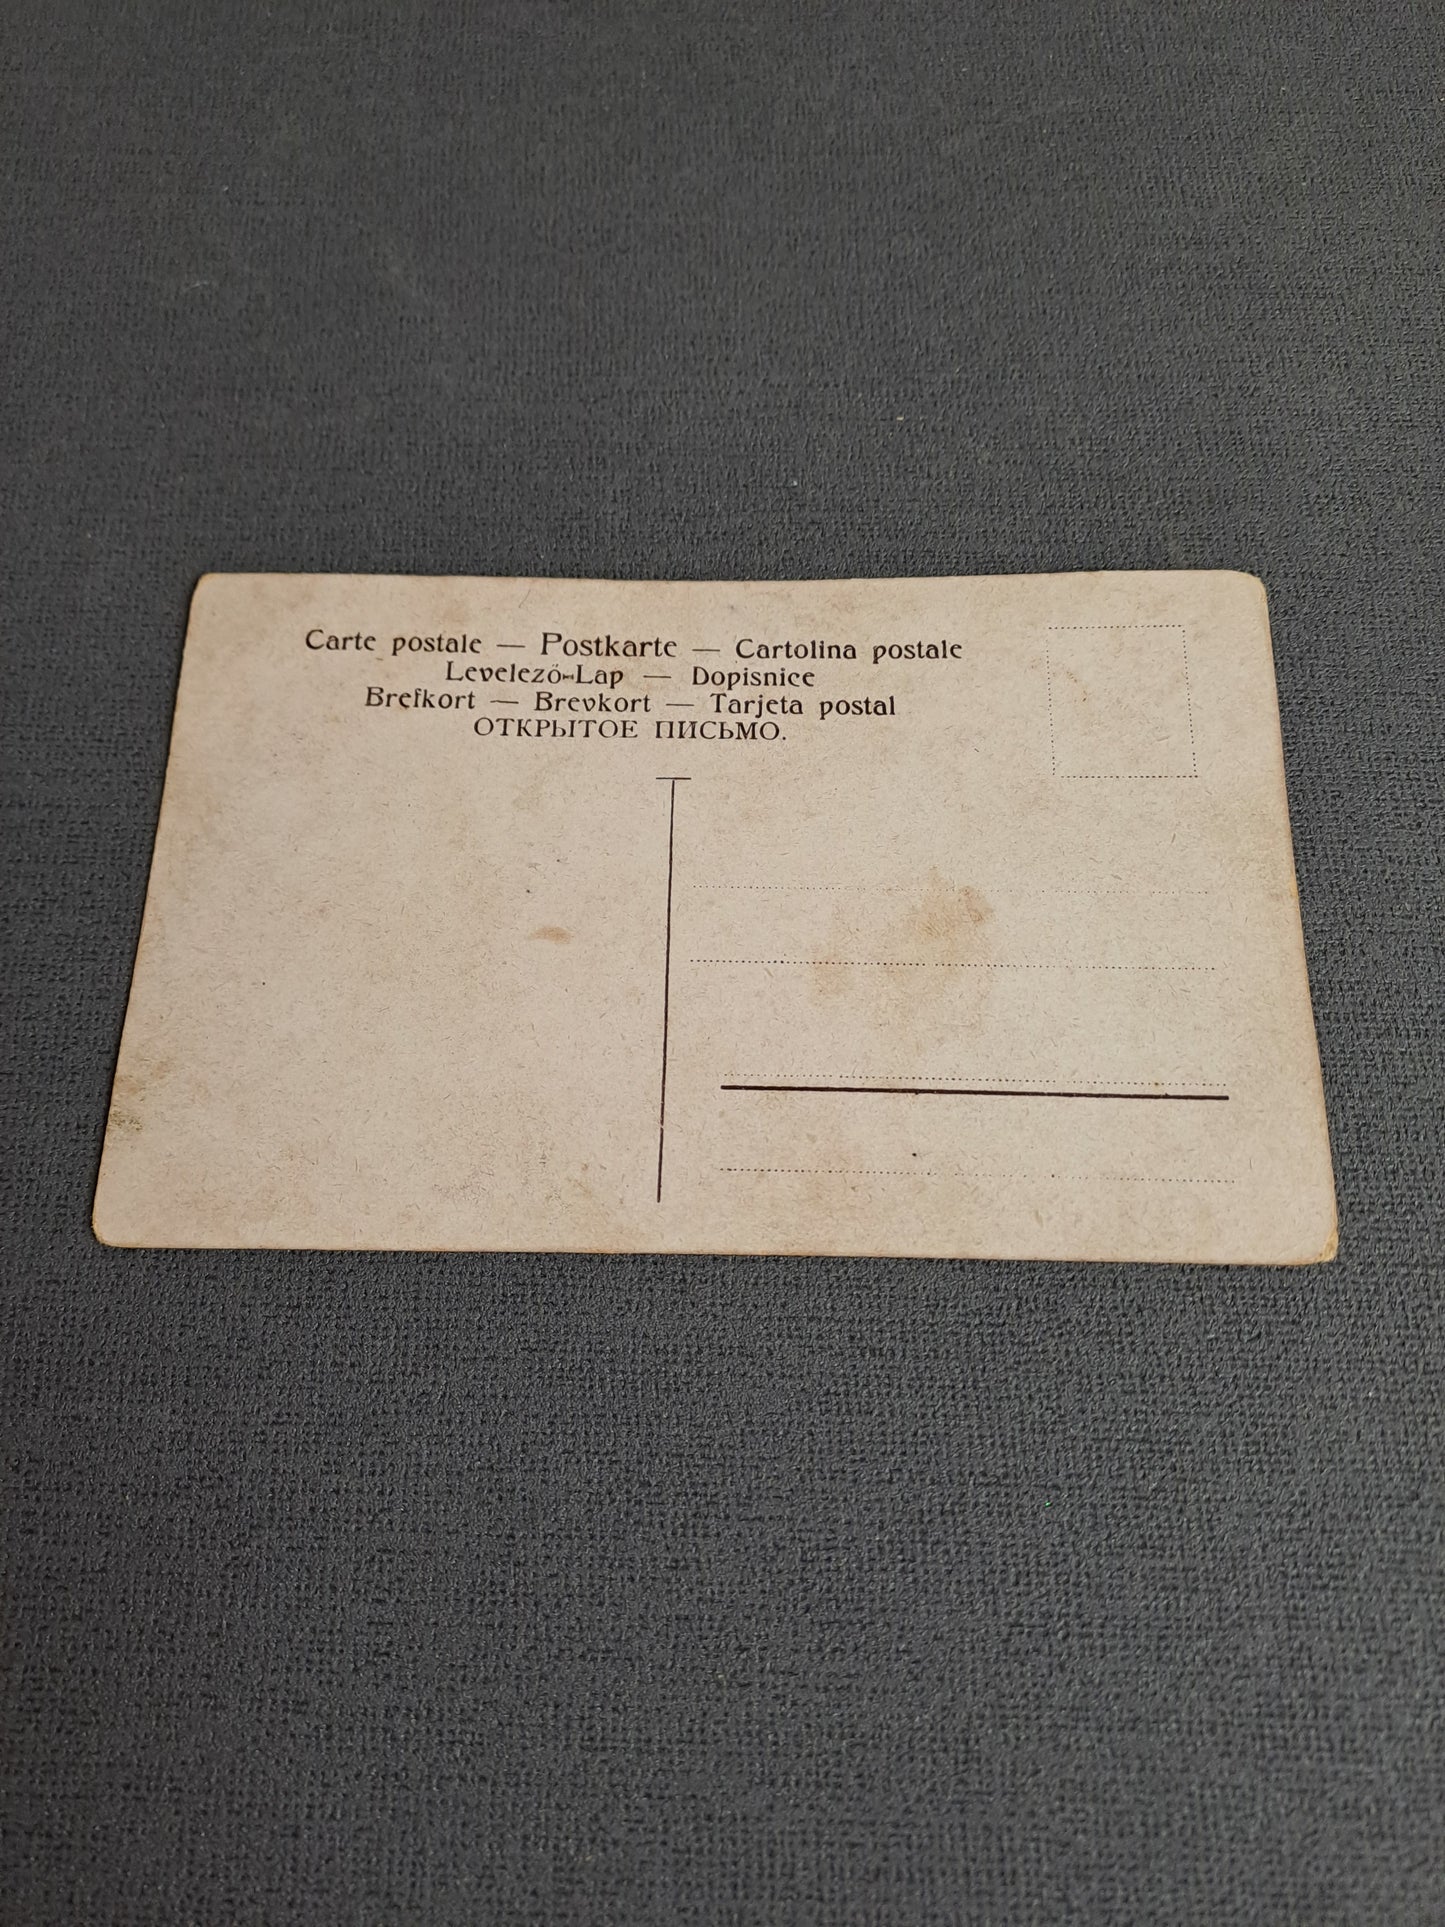 Carte postale — Postkarte — Cartolina postale
Levelező-Lap — Dopisnice
Brefkort — Brevkort — Tarjeta postal
ОТКРЫТОЕ ПИСЬМО.